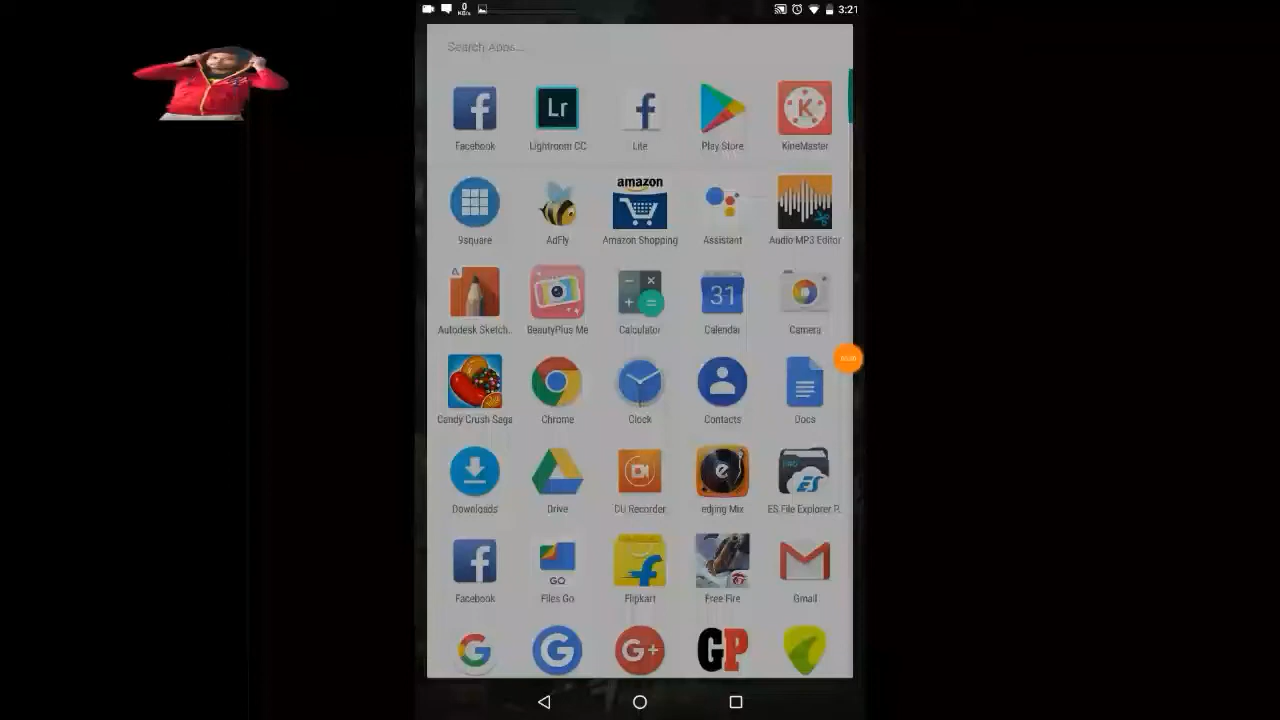 0
KB/s
3:21
Search Apps...
Facebook Lightroom CC Lite Play Store KineMaster
amazon
9square AdFly Amazon Shopping Assistant Audio MP3 Editor
31
Autodesk Sketch.. BeautyPlus Me Calculator Calendar Camera
Candy Crush Saga Chrome Clock Contacts Docs
Downloads Drive DU Recorder edjing Mix ES File Explorer P..
GO
Facebook Files Go Flipkart Free Fire Gmail
G G G+ GP